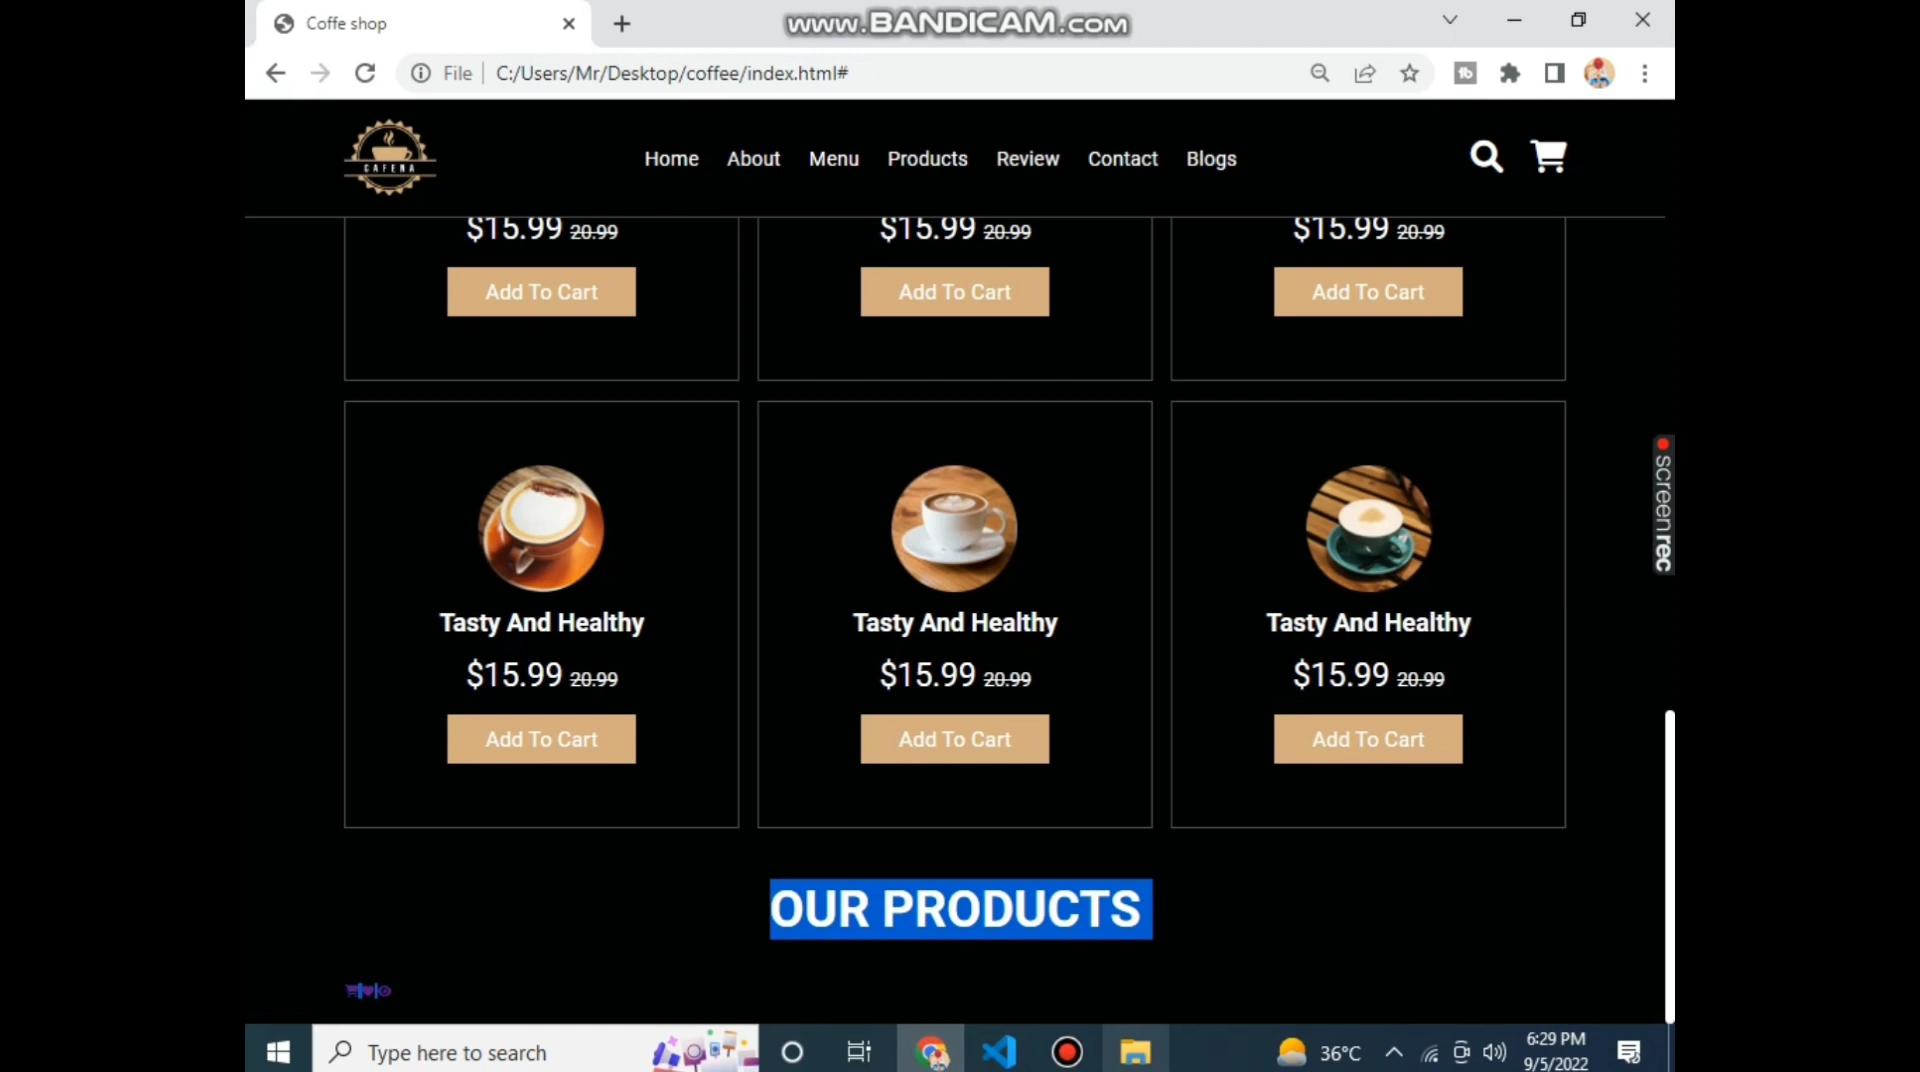 Coffe shop
www.BANDICAM.com
File
C:/Users/Mr/Desktop/coffee/index.html#
CAFENA
Home About Menu Products Review Contact Blogs
$15.99 20.99 $15.99 20.99 $15.99 20.99
Add To Cart Add To Cart Add To Cart
screenrec
Tasty And Healthy Tasty And Healthy Tasty And Healthy
$15.99 20.99 $15.99 20.99 $15.99 20.99
Add To Cart Add To Cart Add To Cart
OUR PRODUCTS
Type here to search
36°C
6:29 PM
9/5/2022